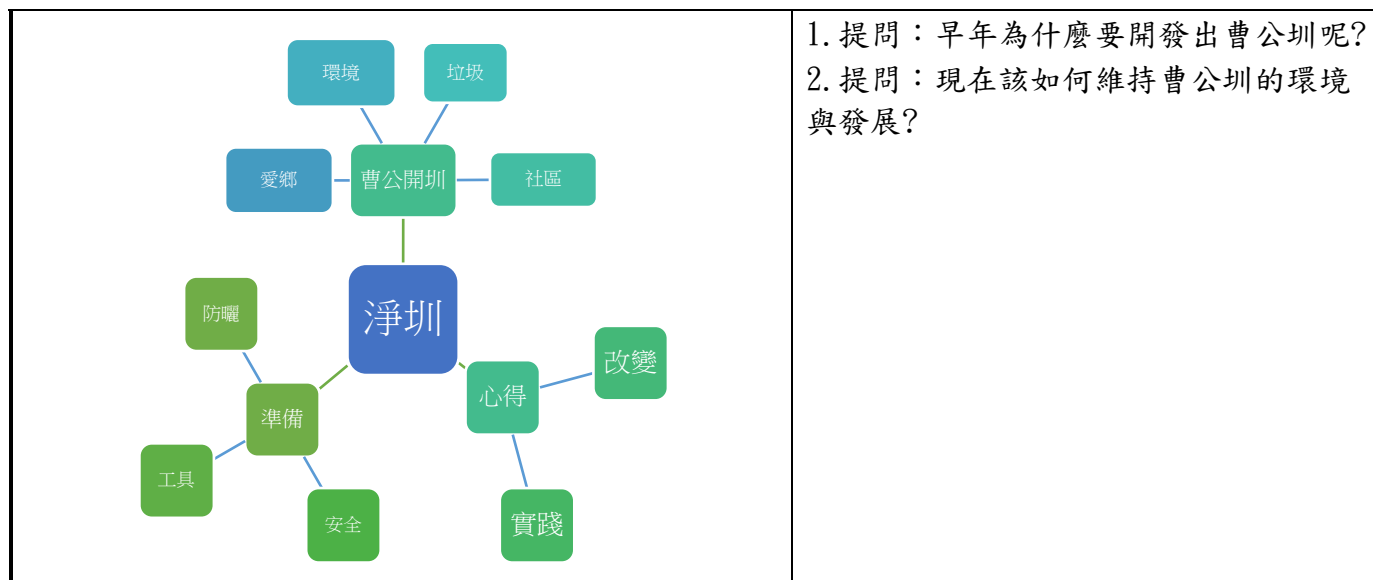 環境
垃圾
愛鄉
曹公開圳
社區
淨圳
防曬
準備
工具
安全
心得
改變
實踐
1.提問：早年為什麼要開發出曹公圳呢?
2.提問：現在該如何維持曹公圳的環境
與發展?